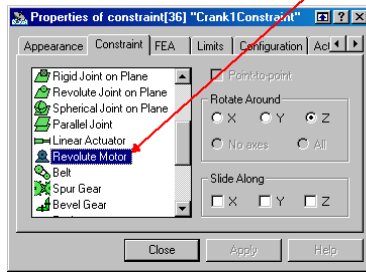 Properties of constraint[36] "Crank1Constraint"
Appearance Constraint FEA Limits Configuration
Rigid Joint on Plane
Revolute Joint on Plane
Spherical Joint on Plane
Parallel Joint
Linear Actuator
Revolute Motor
Belt
Spur Gear
Bevel Gear
Point-to-point
Rotate Around
X Y Z
No axes All
Slide Along
X Y Z
Close Apply Help